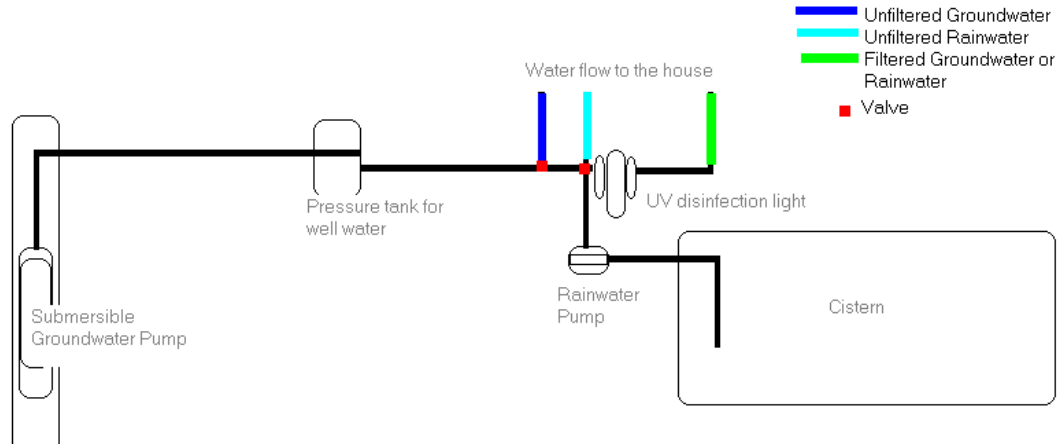 Unfiltered Groundwater
Unfiltered Rainwater
Filtered Groundwater or
Rainwater
Valve
Water flow to the house
Pressure tank for
well water
UV disinfection light
Rainwater
Pump
Cistern
Submersible
Groundwater Pump